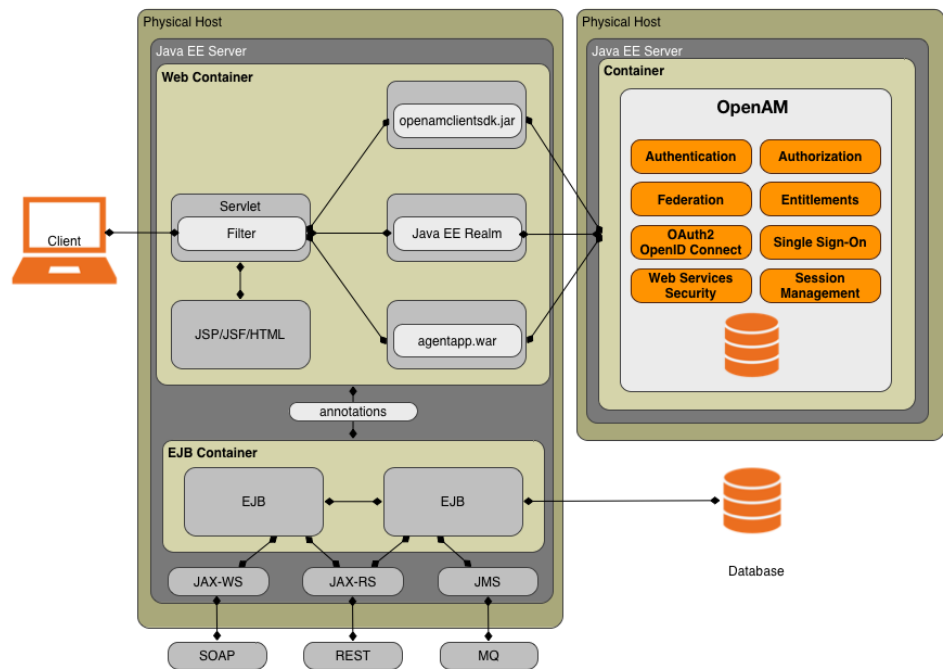 Physical Host
Java EE Server
Web Container
openamclientsdk.jar
Client
Servlet
Filter
Java EE Realm
JSP/JSF/HTML
agentapp.war
annotations
EJB Container
EJB
EJB
JAX-WS
JAX-RS
JMS
SOAP
REST
MQ
Physical Host
Java EE Server
Container
OpenAM
Authentication
Authorization
Federation
Entitlements
OAuth2
OpenID Connect
Single Sign-On
Web Services
Security
Session
Management
Database